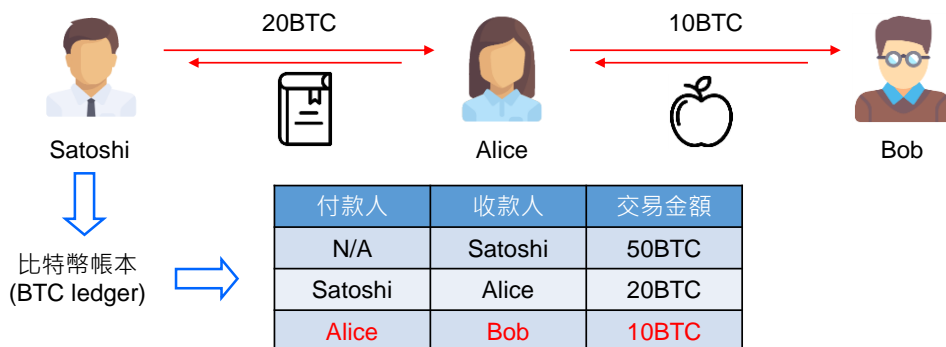 20BTC 10BTC
Satoshi Alice Bob
付款人 收款人 交易金額
N/A Satoshi 50BTC
比特幣帳本
(BTC ledger)
Satoshi Alice 20BTC
Alice Bob 10BTC